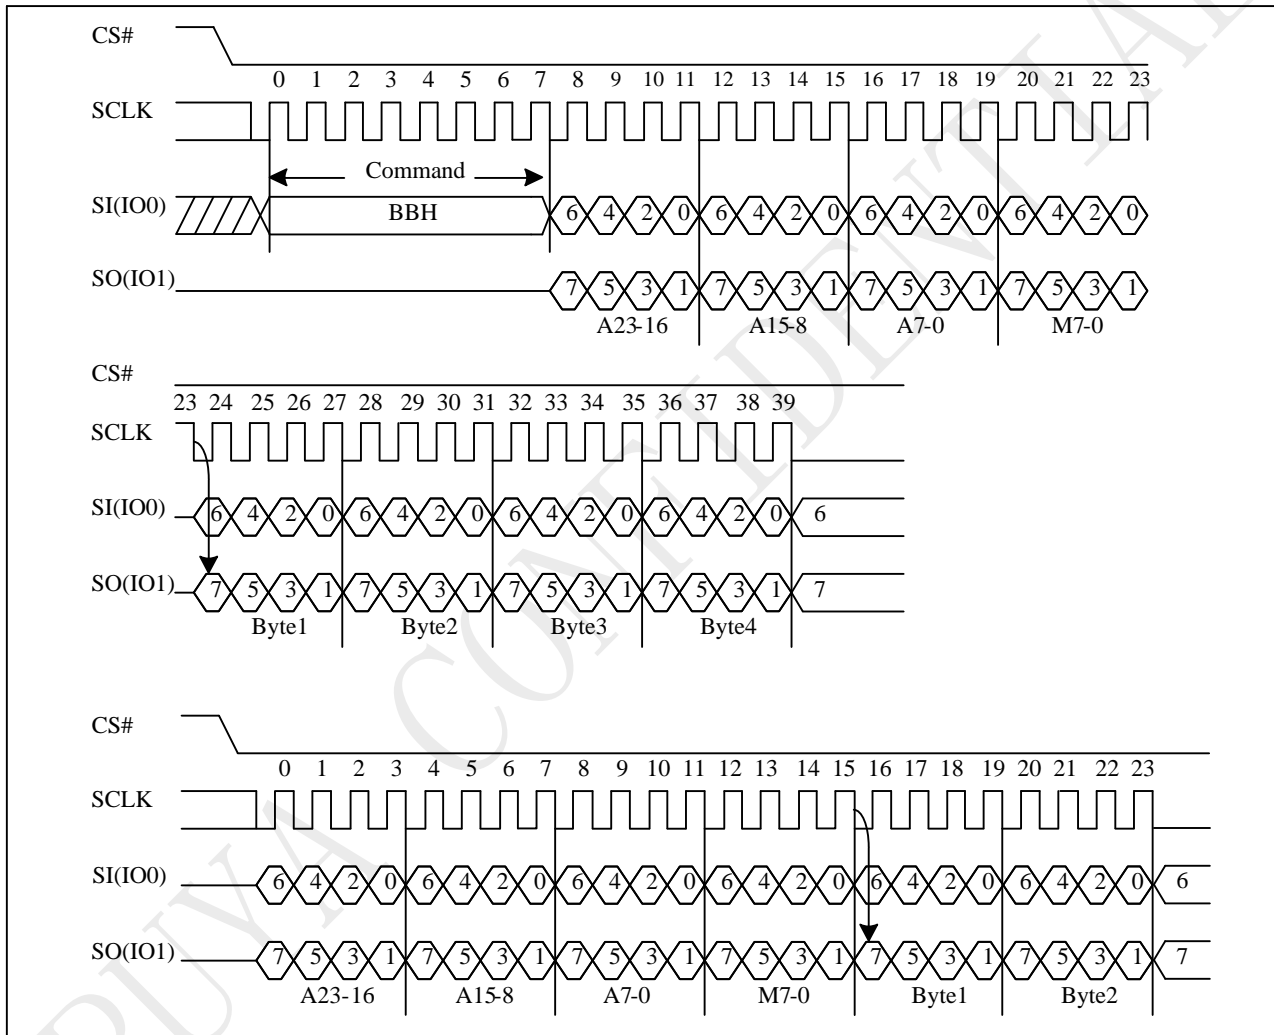 CS#
0 1 2 3 4 5 6 7 8 9 10 11 12 13 14 15 16 17 18 19 20 21 22 23
SCLK
Command
SI(IO0) BBH 6 4 2 0 6 4 2 0 6 4 2 0 6 4 2 0
SO(IO1) 7 5 3 1 7 5 3 1 7 5 3 1 7 5 3 1
A23-16 A15-8 A7-0 M7-0
CS#
23 24 25 26 27 28 29 30 31 32 33 34 35 36 37 38 39
SCLK
SI(IO0) 6 4 2 0 6 4 2 0 6 4 2 0 6 4 2 0 6
SO(IO1) 7 5 3 1 7 5 3 1 7 5 3 1 7 5 3 1 7
Byte1 Byte2 Byte3 Byte4
CS#
0 1 2 3 4 5 6 7 8 9 10 11 12 13 14 15 16 17 18 19 20 21 22 23
SCLK
SI(IO0) 6 4 2 0 6 4 2 0 6 4 2 0 6 4 2 0 6 4 2 0 6 4 2 0 6
SO(IO1) 7 5 3 1 7 5 3 1 7 5 3 1 7 5 3 1 7 5 3 1 7 5 3 1 7
A23-16 A15-8 A7-0 M7-0 Byte1 Byte2
PUYA CONFIDENTIAL